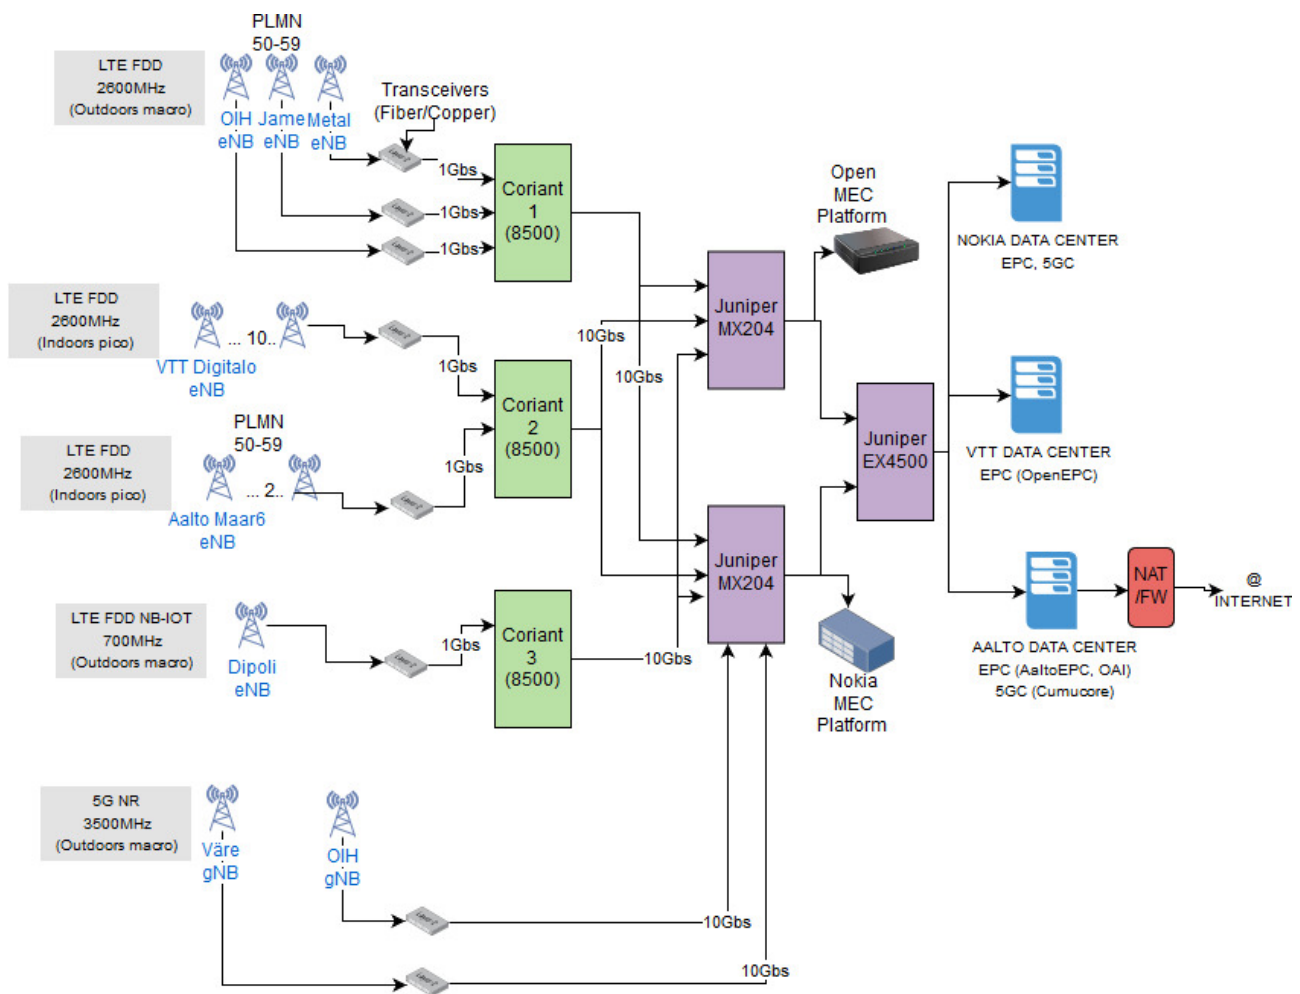 PLMN
50-59
LTE FDD
2600MHz
(Outdoors macro)
OIH
eNB
Jame
eNB
Metal
eNB
Transceivers
(Fiber/Copper)
1Gbs
1Gbs
1Gbs
Coriant
1
(8500)
LTE FDD
2600MHz
(Indoors pico)
... 10..
VTT Digitalo
eNB
1Gbs
PLMN
50-59
LTE FDD
2600MHz
(Indoors pico)
... 2..
Aalto Maar6
eNB
1Gbs
Coriant
2
(8500)
10Gbs
10Gbs
LTE FDD NB-IOT
700MHz
(Outdoors macro)
Dipoli
eNB
1Gbs
Coriant
3
(8500)
10Gbs
5G NR
3500MHz
(Outdoors macro)
Väre
gNB
OIH
gNB
10Gbs
10Gbs
Juniper
MX204
Juniper
MX204
Open
MEC
Platform
Nokia
MEC
Platform
Juniper
EX4500
NOKIA DATA CENTER
EPC, 5GC
VTT DATA CENTER
EPC (OpenEPC)
AALTO DATA CENTER
EPC (AaltoEPC, OAI)
5GC (Cumucore)
NAT
/FW
@
INTERNET